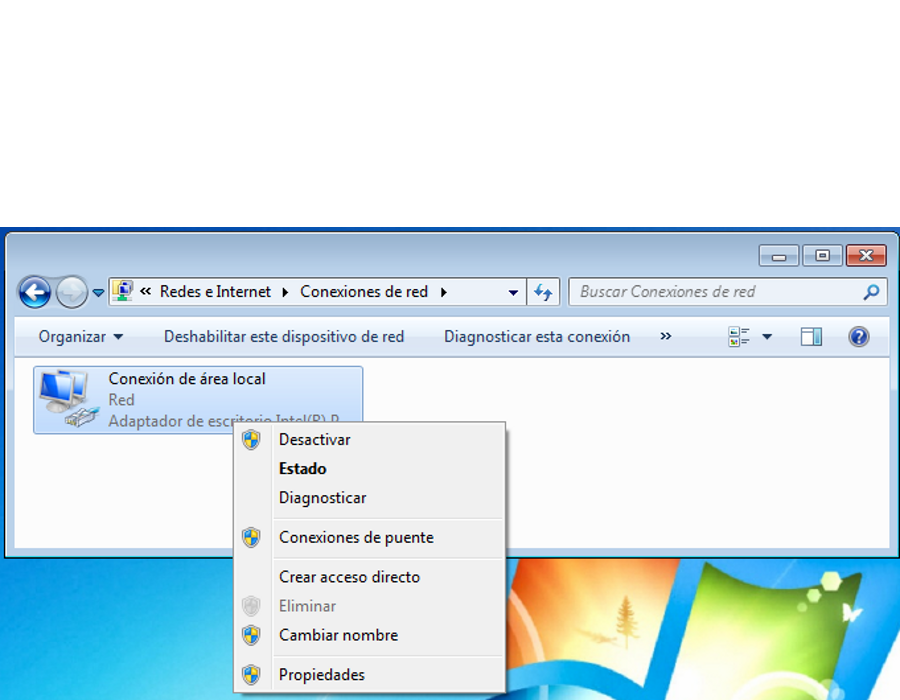 « Redes e Internet Conexiones de red
Buscar Conexiones de red
Organizar Deshabilitar este dispositivo de red Diagnosticar esta conexión »
Conexión de área local
Red
Adaptador de escritorio Intel(R) P
Desactivar
Estado
Diagnosticar
Conexiones de puente
Crear acceso directo
Eliminar
Cambiar nombre
Propiedades